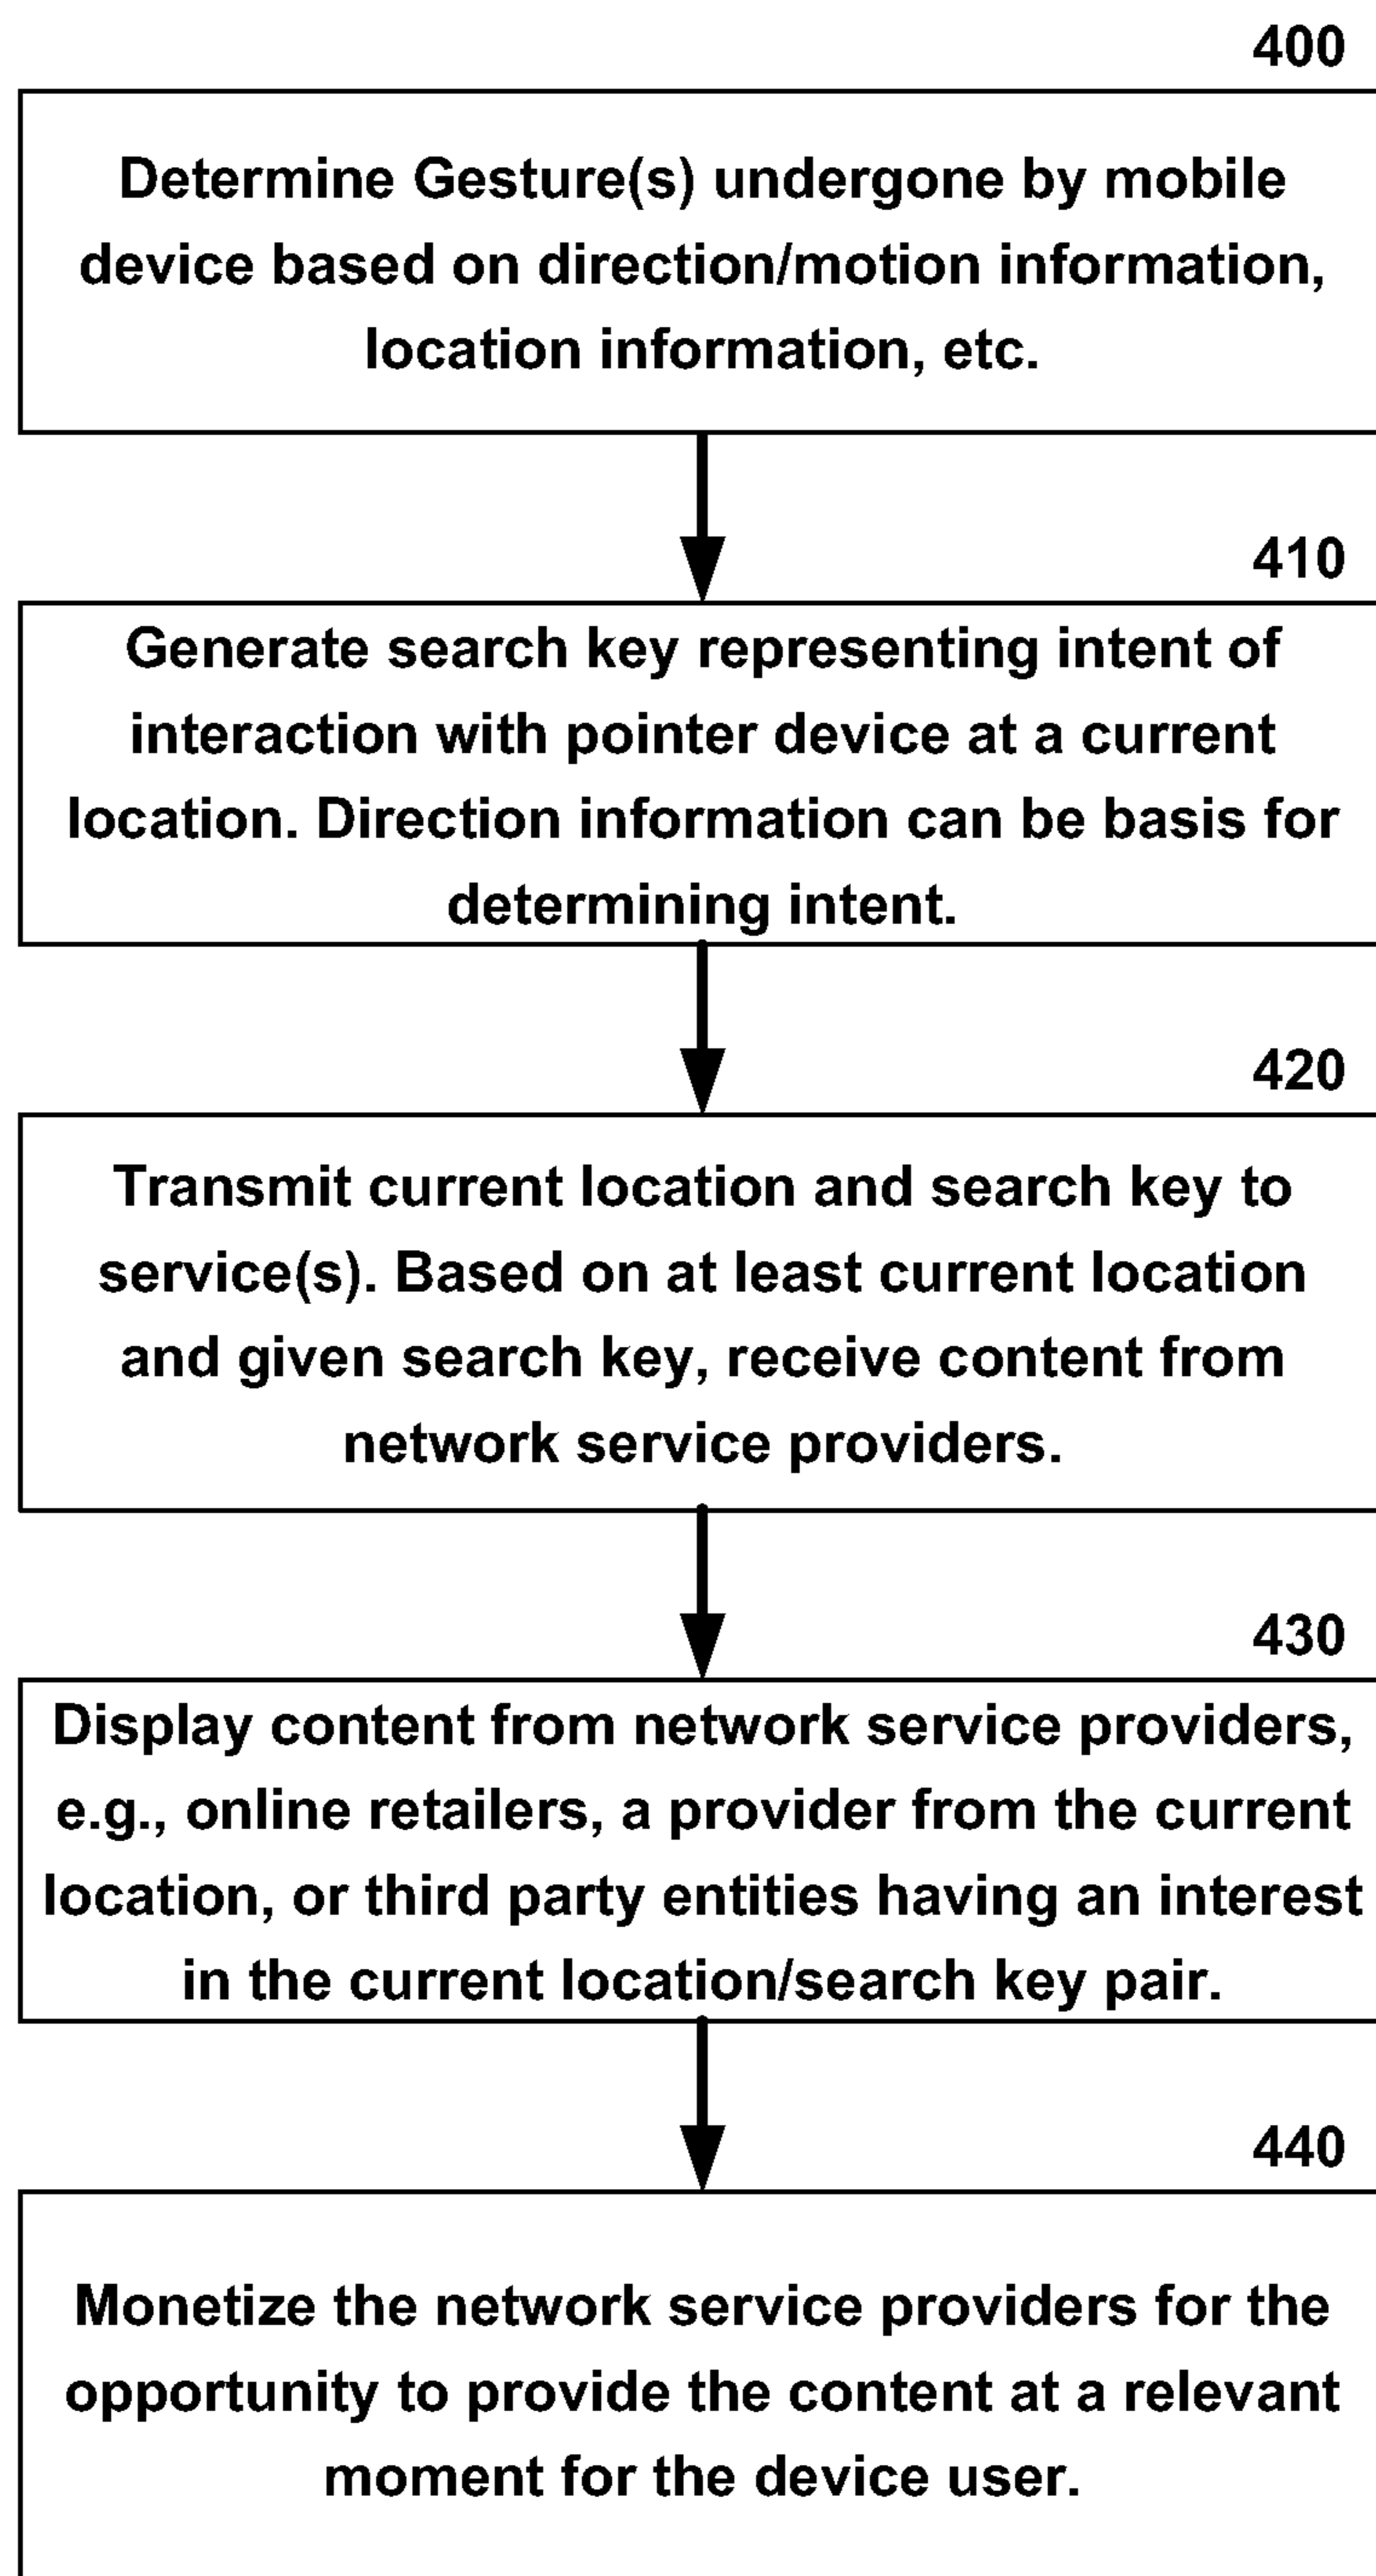 400
Determine Gesture(s) undergone by mobile
device based on direction/motion information,
location information, etc.
410
Generate search key representing intent of
interaction with pointer device at a current
location. Direction information can be basis for
determining intent.
420
Transmit current location and search key to
service(s). Based on at least current location
and given search key, receive content from
network service providers.
430
Display content from network service providers,
e.g., online retailers, a provider from the current
location, or third party entities having an interest
in the current location/search key pair.
440
Monetize the network service providers for the
opportunity to provide the content at a relevant
moment for the device user.